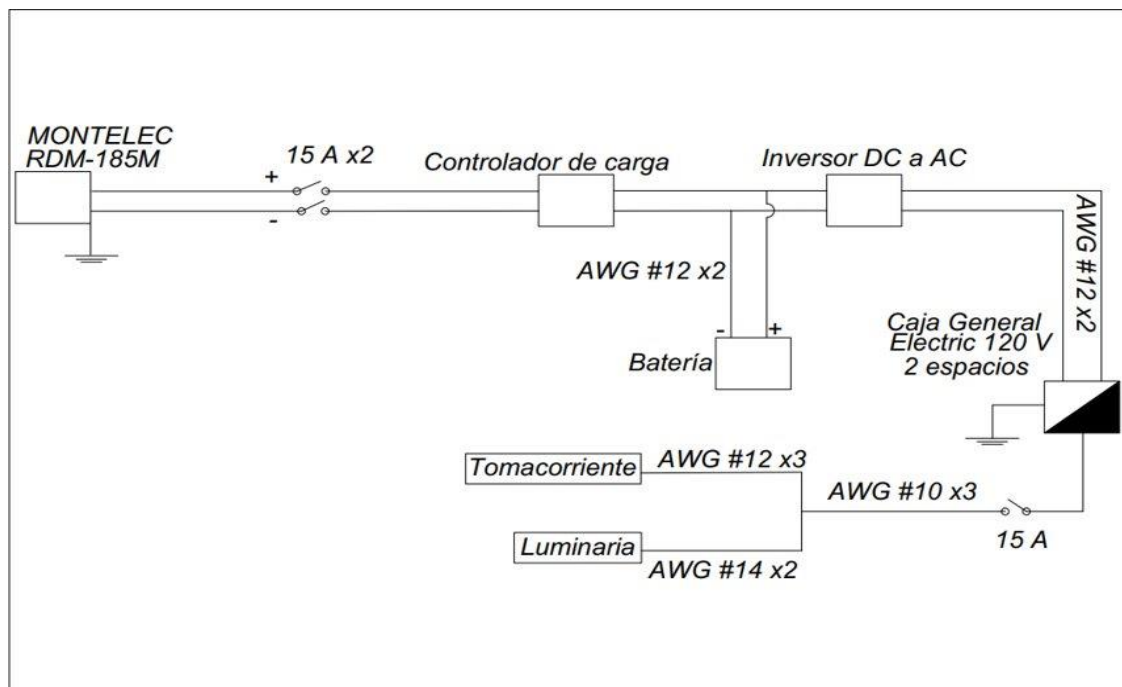 MONTELEC
RDM-185M
+
-
15 A x2
Controlador de carga
Inversor DC a AC
AWG #12 x2
AWG #12 x2
- +
Batería
Caja General
Electric 120 V
2 espacios
Tomacorriente
AWG #12 x3
AWG #10 x3
15 A
Luminaria
AWG #14 x2